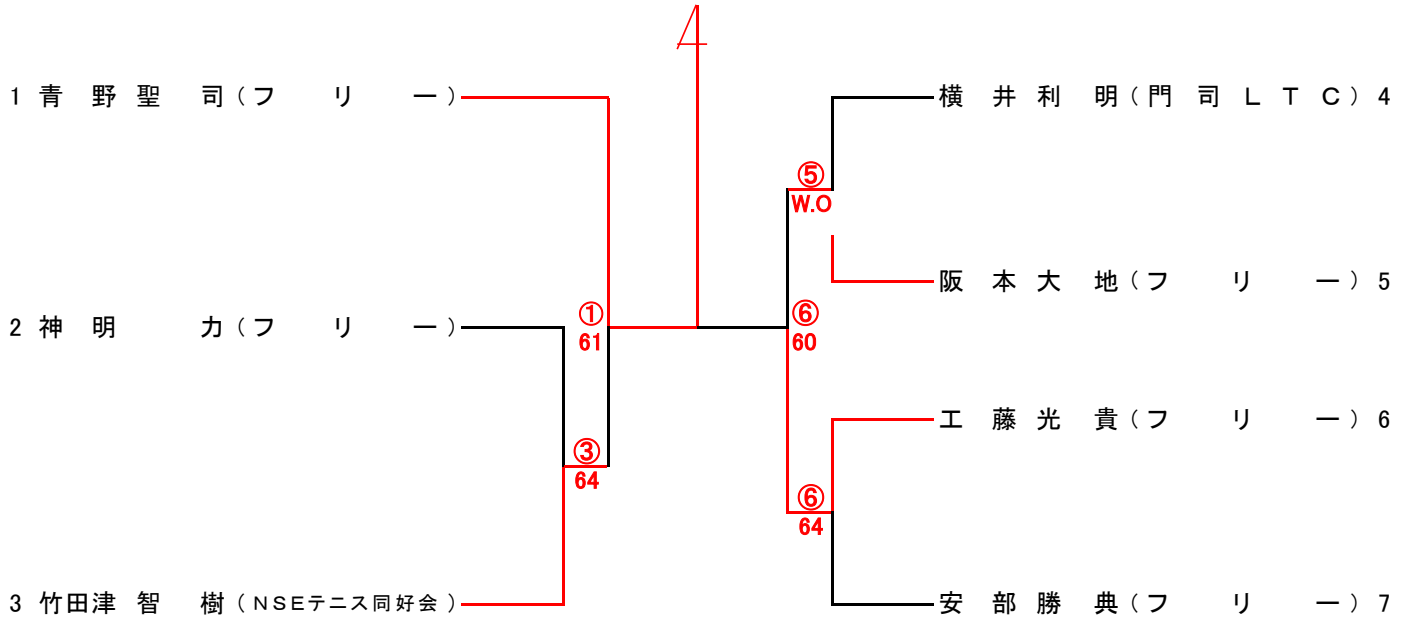 1 青野聖司(フリー)
横井利明(門司LTC) 4
⑤
W.O
阪本大地(フリー) 5
2 神明力(フリー)
①
61
⑥
60
工藤光貴(フリー) 6
③
64
⑥
64
3 竹田津智樹(NSEテニス同好会)
安部勝典(フリー) 7